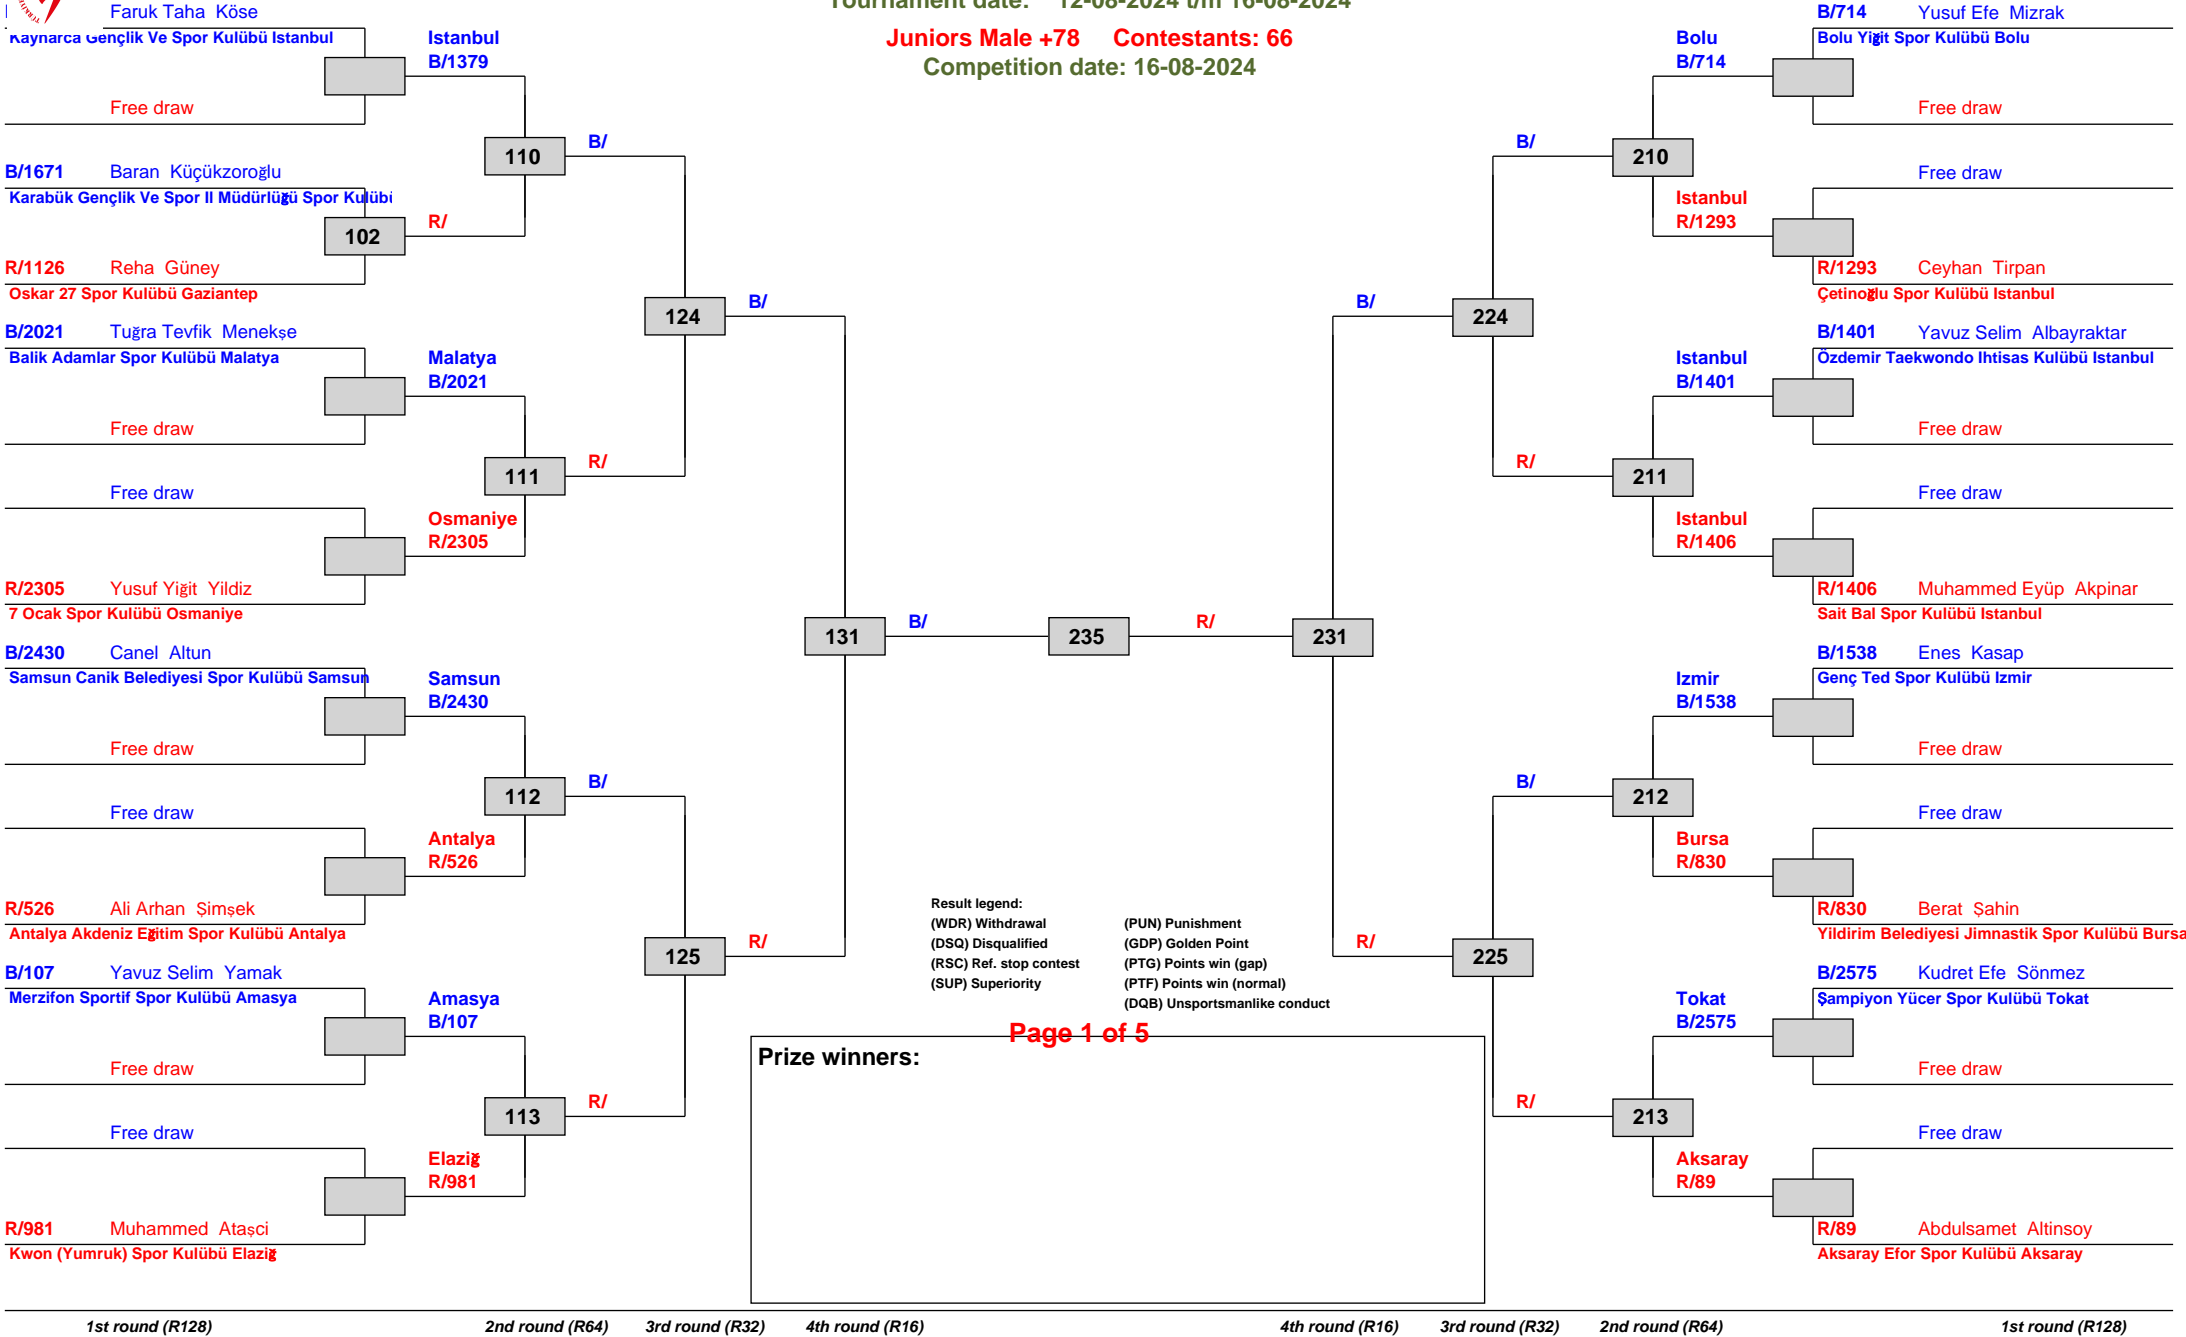 Tournament date: 12-08-2024 t/m 16-08-2024
Juniors Male +78 Contestants: 66
Competition date: 16-08-2024
Faruk Taha Köse
Kaynarca Gençlik Ve Spor Kulübü Istanbul
Free draw
Istanbul
B/1379
B/1671 Baran Küçükzoroğlu
Karabük Gençlik Ve Spor Il Müdürlüğü Spor Kulübü
102
R/
R/1126 Reha Güney
Oskar 27 Spor Kulübü Gaziantep
110
B/
B/2021 Tuğra Tevfik Menekşe
Balik Adamlar Spor Kulübü Malatya
Free draw
Malatya
B/2021
Free draw
Osmaniye
R/2305
R/2305 Yusuf Yiğit Yildiz
7 Ocak Spor Kulübü Osmaniye
111
R/
124
B/
B/2430 Canel Altun
Samsun Canik Belediyesi Spor Kulübü Samsun
Free draw
Samsun
B/2430
Free draw
Antalya
R/526
R/526 Ali Arhan Şimşek
Antalya Akdeniz Eğitim Spor Kulübü Antalya
112
B/
B/107 Yavuz Selim Yamak
Merzifon Sportif Spor Kulübü Amasya
Free draw
Amasya
B/107
Free draw
Elaziğ
R/981
R/981 Muhammed Ataşci
Kwon (Yumruk) Spor Kulübü Elaziğ
113
R/
125
R/
131
B/
235
R/
231
B/
224
B/
210
Bolu
B/714
B/714 Yusuf Efe Mizrak
Bolu Yiğit Spor Kulübü Bolu
Free draw
Free draw
Istanbul
R/1293
R/1293 Ceyhan Tirpan
Çetinoğlu Spor Kulübü Istanbul
R/
211
Istanbul
B/1401
B/1401 Yavuz Selim Albayraktar
Özdemir Taekwondo Ihtisas Kulübü Istanbul
Free draw
Free draw
Istanbul
R/1406
R/1406 Muhammed Eyüp Akpinar
Sait Bal Spor Kulübü Istanbul
R/
225
B/
212
Izmir
B/1538
B/1538 Enes Kasap
Genç Ted Spor Kulübü Izmir
Free draw
Free draw
Bursa
R/830
R/830 Berat Şahin
Yildirim Belediyesi Jimnastik Spor Kulübü Bursa
R/
213
Tokat
B/2575
B/2575 Kudret Efe Sönmez
Şampiyon Yücer Spor Kulübü Tokat
Free draw
Free draw
Aksaray
R/89
R/89 Abdulsamet Altinsoy
Aksaray Efor Spor Kulübü Aksaray
Result legend:
(WDR) Withdrawal (PUN) Punishment
(DSQ) Disqualified (GDP) Golden Point
(RSC) Ref. stop contest (PTG) Points win (gap)
(SUP) Superiority (PTF) Points win (normal)
(DQB) Unsportsmanlike conduct
Page 1 of 5
Prize winners:
1st round (R128) 2nd round (R64) 3rd round (R32) 4th round (R16) 4th round (R16) 3rd round (R32) 2nd round (R64) 1st round (R128)